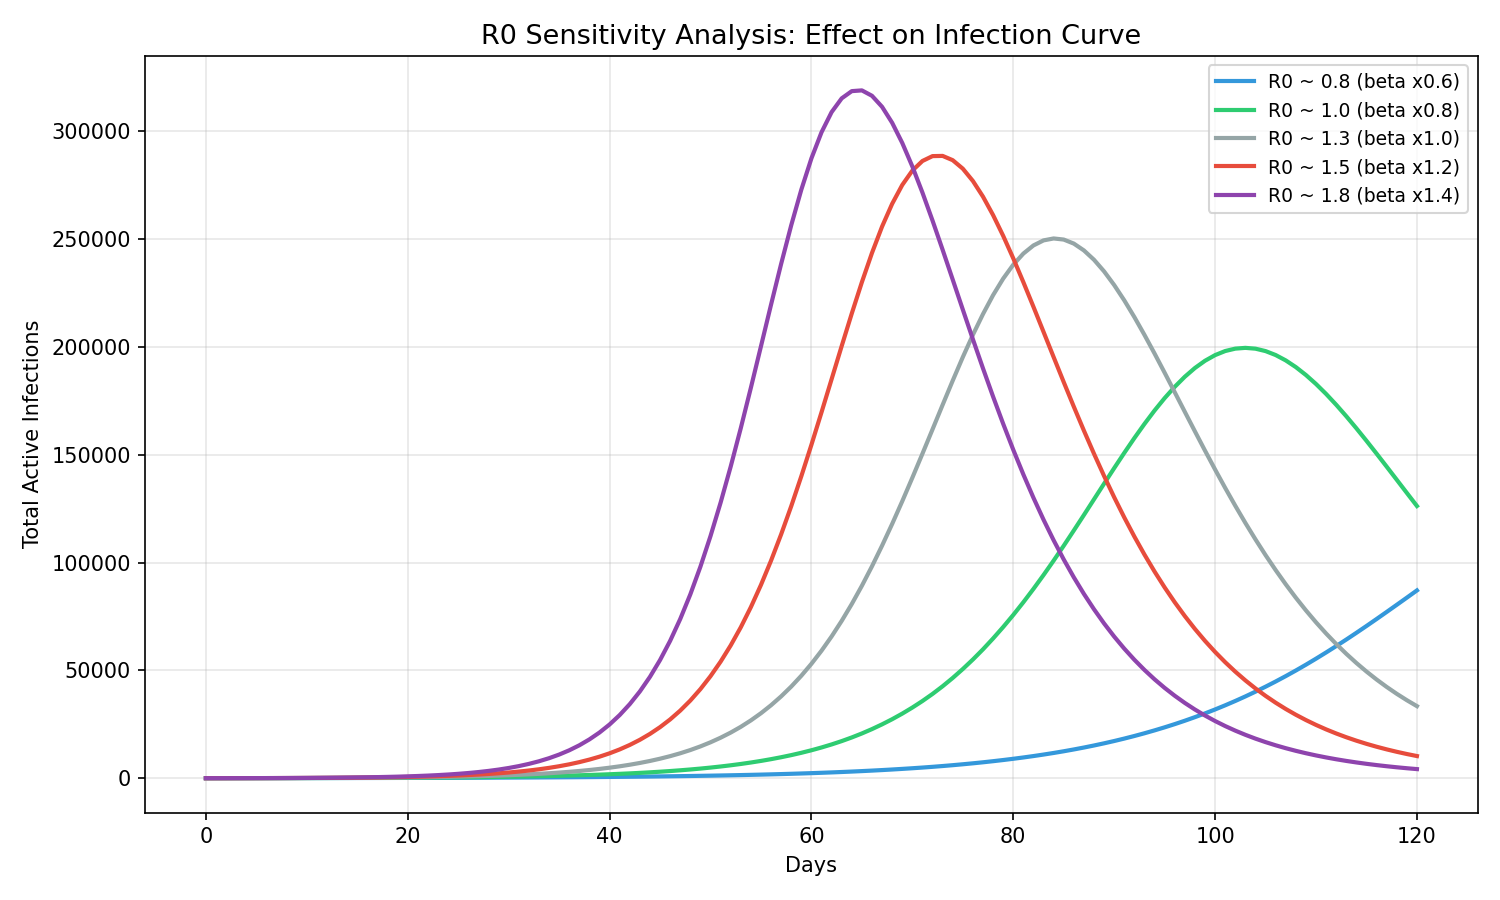 R0 Sensitivity Analysis: Effect on Infection Curve
R0 ~ 0.8 (beta x0.6)
R0 ~ 1.0 (beta x0.8)
R0 ~ 1.3 (beta x1.0)
R0 ~ 1.5 (beta x1.2)
R0 ~ 1.8 (beta x1.4)
Total Active Infections
300000
250000
200000
150000
100000
50000
0
0 20 40 60 80 100 120
Days